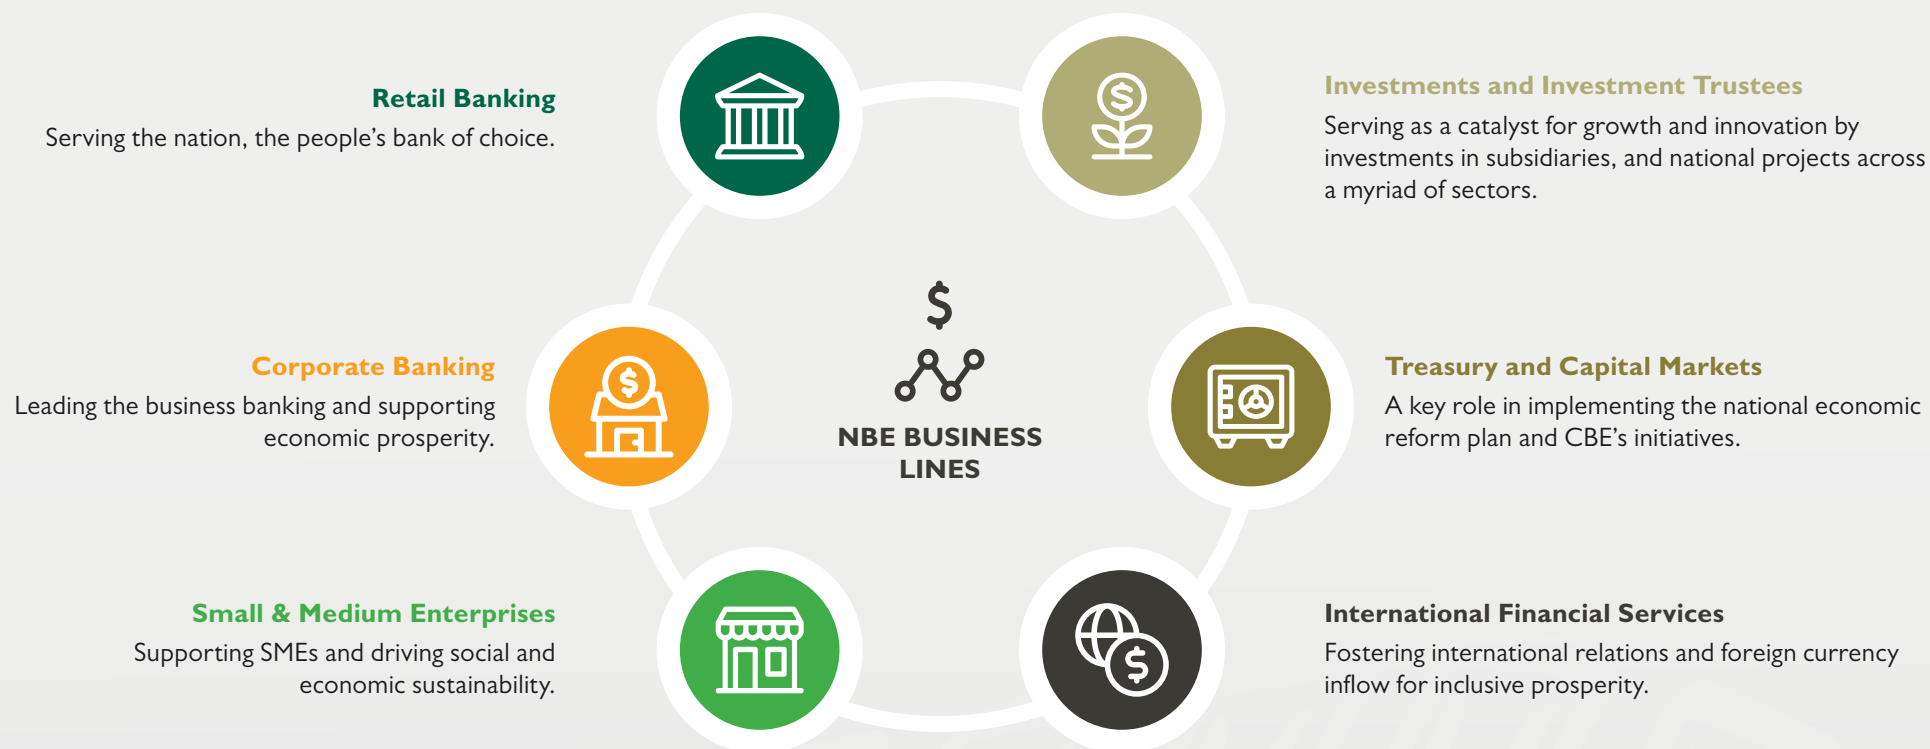 Retail Banking
Serving the nation, the people’s bank of choice.
Corporate Banking
Leading the business banking and supporting
economic prosperity.
Small & Medium Enterprises
Supporting SMEs and driving social and
economic sustainability.
$
NBE BUSINESS
LINES
Investments and Investment Trustees
Serving as a catalyst for growth and innovation by
investments in subsidiaries, and national projects across
a myriad of sectors.
Treasury and Capital Markets
A key role in implementing the national economic
reform plan and CBE’s initiatives.
International Financial Services
Fostering international relations and foreign currency
inflow for inclusive prosperity.